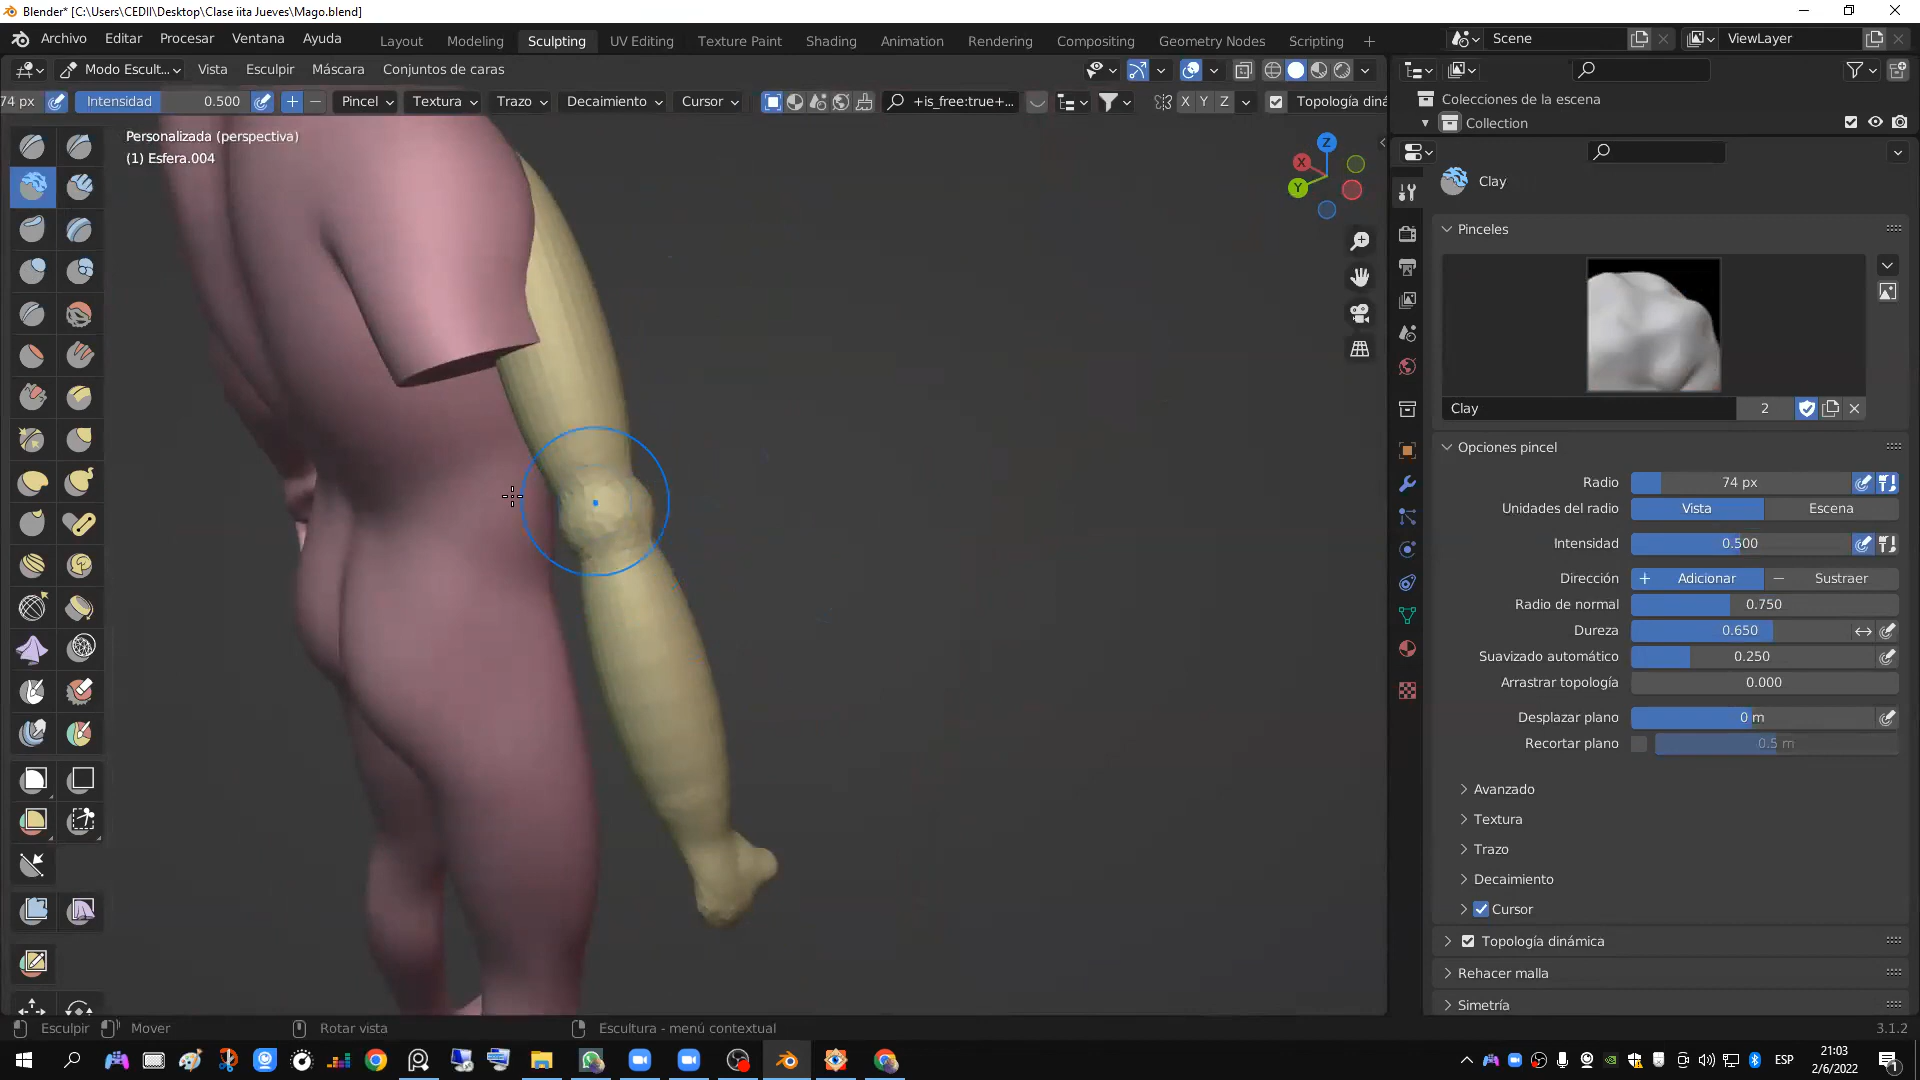 Blender* [C:\Users\CEDII\Desktop\Clase iita Jueves\Mago.blend]
Archivo Editar Procesar Ventana Ayuda Layout Modeling Sculpting UV Editing Texture Paint Shading Animation Rendering Compositing Geometry Nodes Scripting + Scene ViewLayer
Modo Escult... Vista Esculpir Máscara Conjuntos de caras
74 px Intensidad 0.500 Pincel Textura Trazo Decaimiento Cursor +is_free:true+... X Y Z Topología diná
Colecciones de la escena
Collection
Personalizada (perspectiva)
(1) Esfera.004
Z
X
Y
Clay
Pinceles
Clay 2
Opciones pincel
Radio 74 px
Unidades del radio Vista Escena
Intensidad 0.500
Dirección + Adicionar − Sustraer
Radio de normal 0.750
Dureza 0.650
Suavizado automático 0.250
Arrastrar topología 0.000
Desplazar plano 0 m
Recortar plano 0.5 m
Avanzado
Textura
Trazo
Decaimiento
Cursor
Topología dinámica
Rehacer malla
Simetría
Esculpir Mover Rotar vista Escultura - menú contextual 3.1.2
ESP
21:03
2/6/2022
1